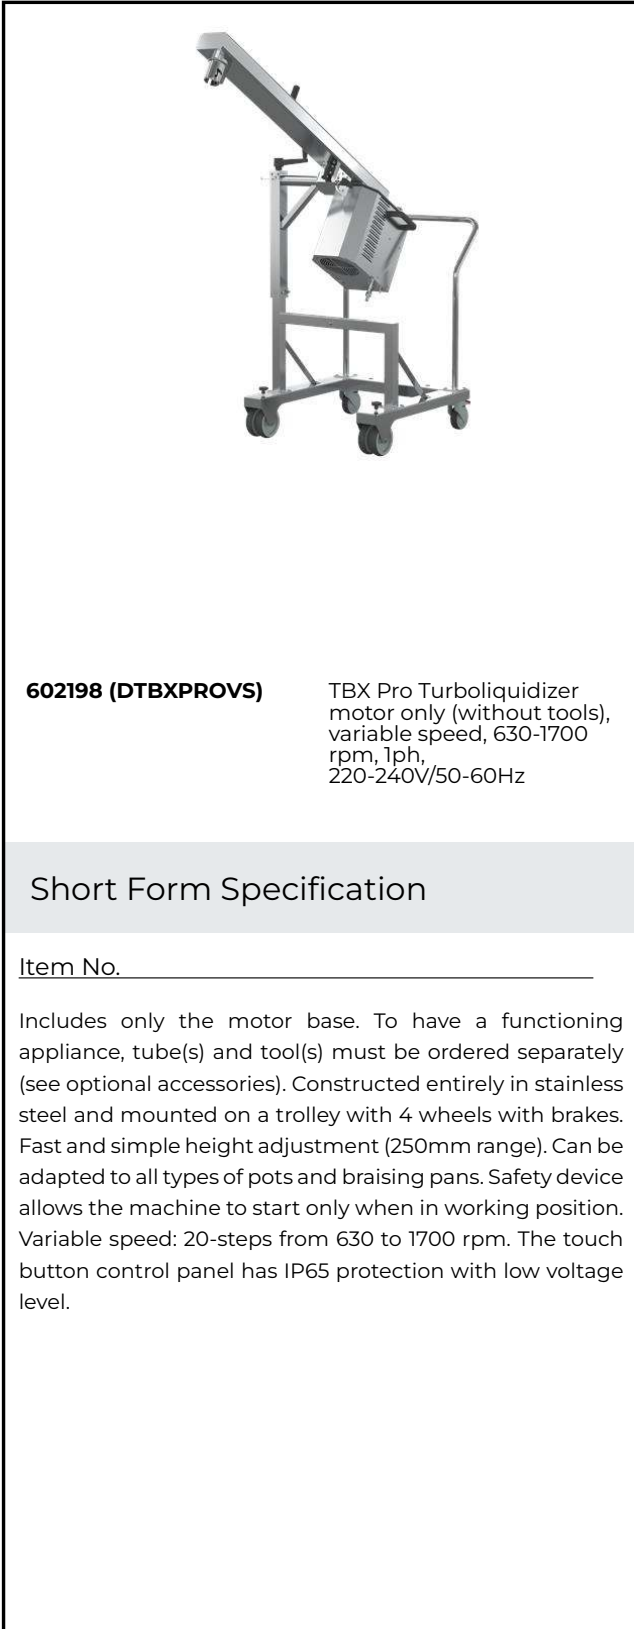 602198 (DTBXPROVS)
TBX Pro Turboliquidizer
motor only (without tools),
variable speed, 630-1700
rpm, 1ph,
220-240V/50-60Hz
Short Form Specification
Item No.
Includes only the motor base. To have a functioning
appliance, tube(s) and tool(s) must be ordered separately
(see optional accessories). Constructed entirely in stainless
steel and mounted on a trolley with 4 wheels with brakes.
Fast and simple height adjustment (250mm range). Can be
adapted to all types of pots and braising pans. Safety device
allows the machine to start only when in working position.
Variable speed: 20-steps from 630 to 1700 rpm. The touch
button control panel has IP65 protection with low voltage
level.